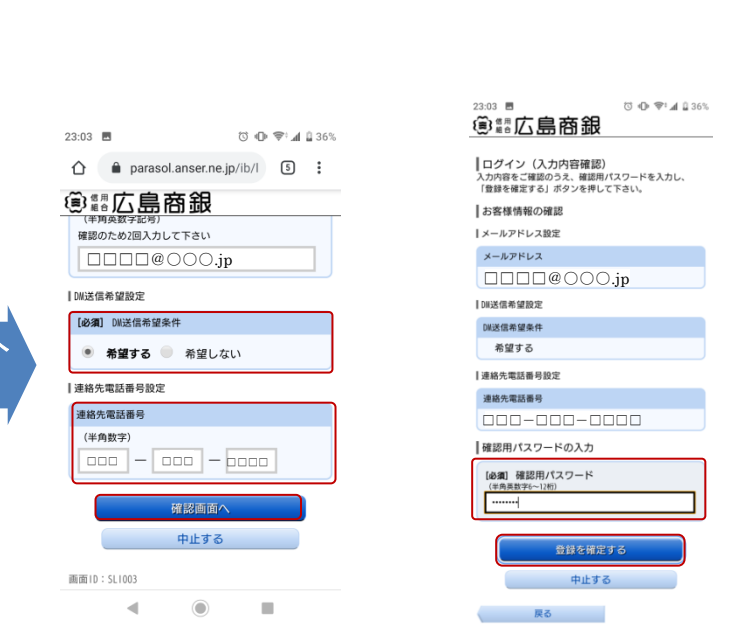 へ
23:03
36%
parasol.anser.ne.jp/ib/l
5
信用組合 広島商銀
(半角英数字記号)
確認のため2回入力して下さい
□□□□@○○○.jp
DM送信希望設定
[必須] DM送信希望条件
希望する 希望しない
連絡先電話番号設定
連絡先電話番号
(半角数字)
□□□ ― □□□ ― □□□□
確認画面へ
中止する
画面ID:SLI003
23:03
36%
信用組合 広島商銀
ログイン(入力内容確認)
入力内容をご確認のうえ、確認用パスワードを入力し、
「登録を確定する」ボタンを押して下さい。
お客様情報の確認
メールアドレス設定
メールアドレス
□□□□@○○○.jp
DM送信希望設定
DM送信希望条件
希望する
連絡先電話番号設定
連絡先電話番号
□□□-□□□-□□□□
確認用パスワードの入力
[必須] 確認用パスワード
(半角英数字6~12桁)
········
登録を確定する
中止する
戻る